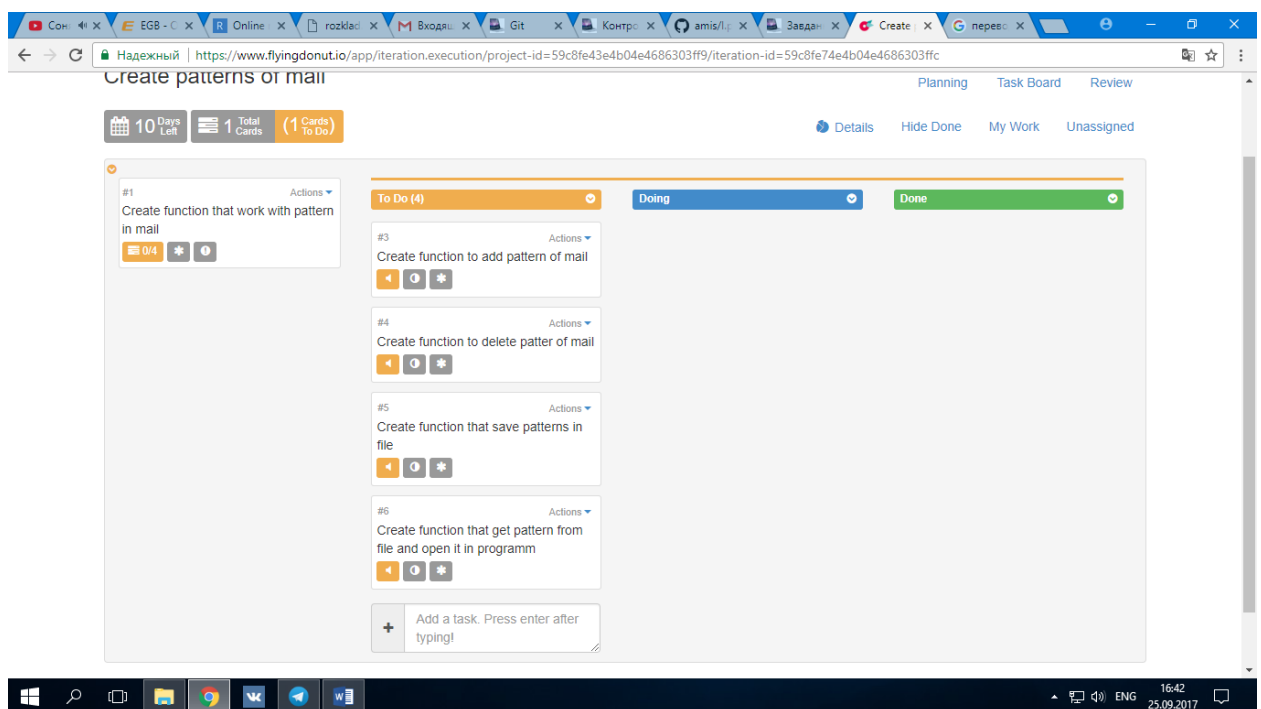 Сон
EGB - C
Online
rozklad
Входящ
Git
Контро
amis/l.p
Завдан
Create p
перевос
Надежный | https://www.flyingdonut.io/app/iteration.execution/project-id=59c8fe43e4b04e4686303ff9/iteration-id=59c8fe74e4b04e4686303ffc
Create patterns of mail
Planning Task Board Review
10 Days Left 1 Total Cards (1 Cards To Do)
Details Hide Done My Work Unassigned
#1 Actions
Create function that work with pattern
in mail
0/4
To Do (4) Doing Done
#3 Actions
Create function to add pattern of mail
#4 Actions
Create function to delete patter of mail
#5 Actions
Create function that save patterns in
file
#6 Actions
Create function that get pattern from
file and open it in programm
Add a task. Press enter after
typing!
ENG
16:42
25.09.2017